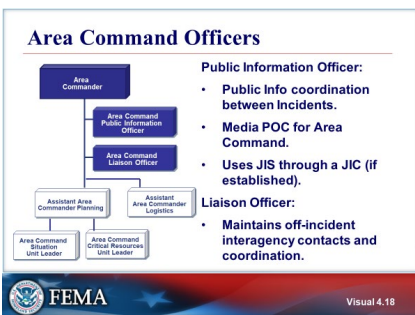 Area Command Officers
Area
Commander
Area Command
Public Information
Officer
Area Command
Liaison Officer
Assistant Area
Commander Planning
Assistant
Area Commander
Logistics
Area Command
Situation
Unit Leader
Area Command
Critical Resources
Unit Leader
Public Information Officer:
• Public Info coordination
between Incidents.
• Media POC for Area
Command.
• Uses JIS through a JIC (if
established).
Liaison Officer:
• Maintains off-incident
interagency contacts and
coordination.
FEMA
Visual 4.18